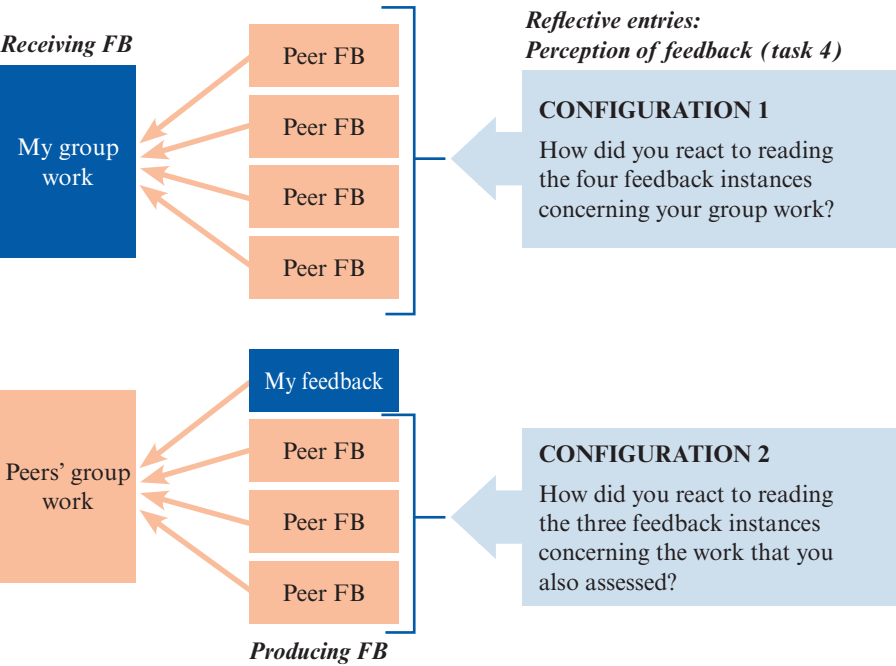 Receiving FB
My group
work
Peer FB
Peer FB
Peer FB
Peer FB
Reflective entries:
Perception of feedback (task 4)
CONFIGURATION 1
How did you react to reading
the four feedback instances
concerning your group work?
Peers’ group
work
My feedback
Peer FB
Peer FB
Peer FB
Producing FB
CONFIGURATION 2
How did you react to reading
the three feedback instances
concerning the work that you
also assessed?